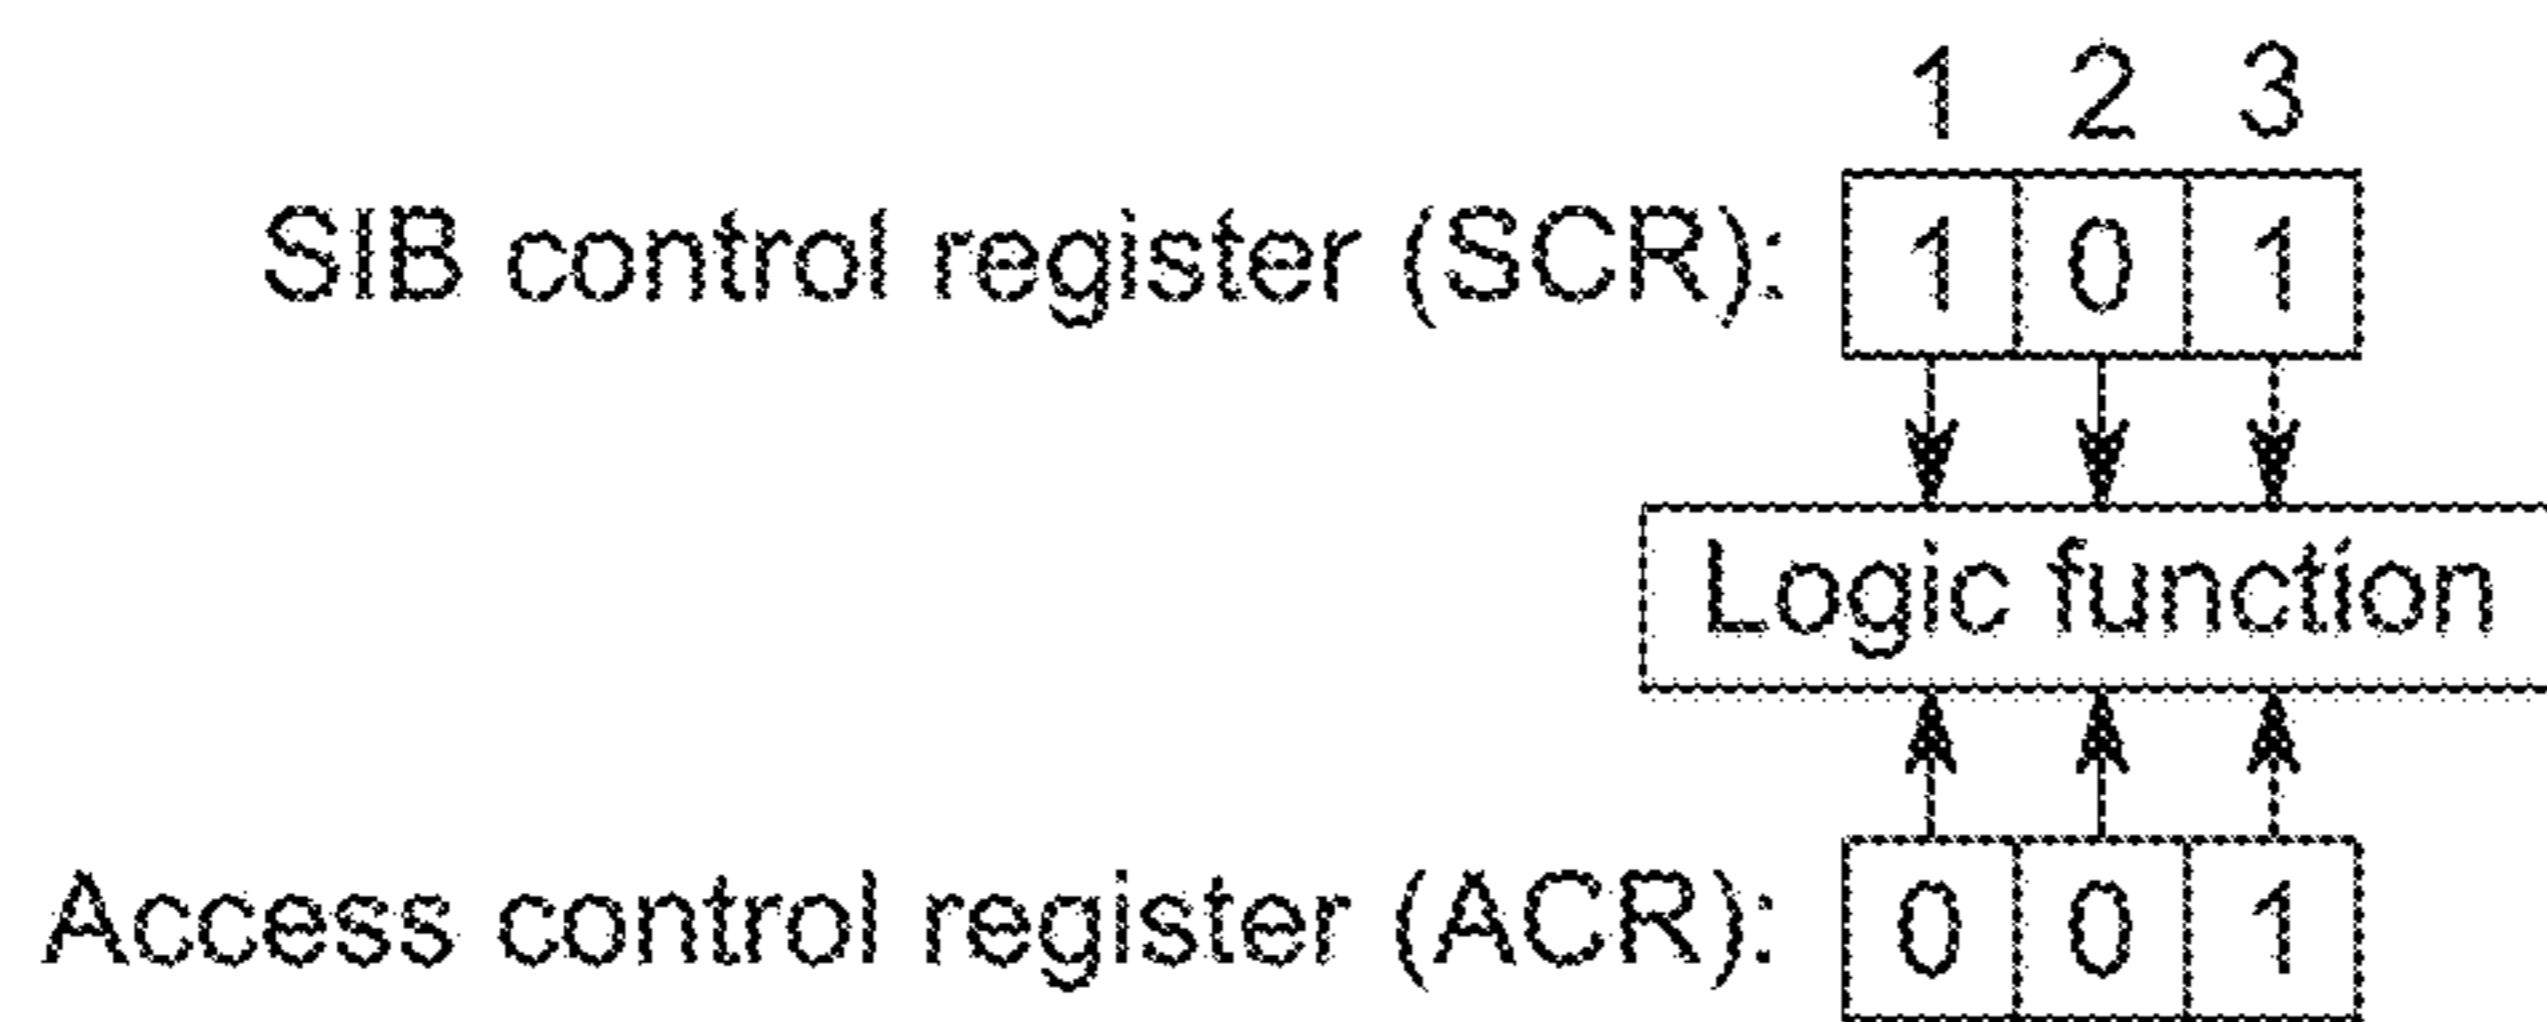 1 2 3
SIB control register (SCR): 1 0 1
Logic function
Access control register (ACR): 0 0 1